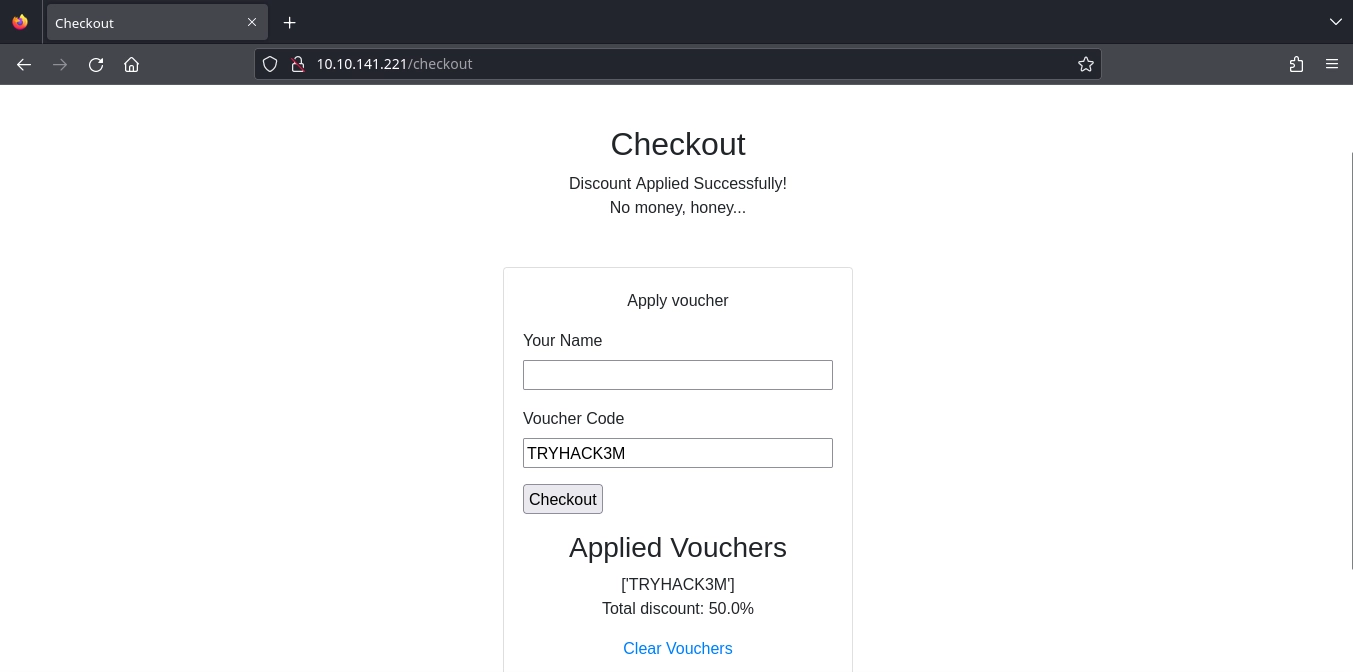 Checkout
10.10.141.221/checkout
Checkout
Discount Applied Successfully!
No money, honey...
Apply voucher
Your Name
Voucher Code
TRYHACK3M
Checkout
Applied Vouchers
['TRYHACK3M']
Total discount: 50.0%
Clear Vouchers